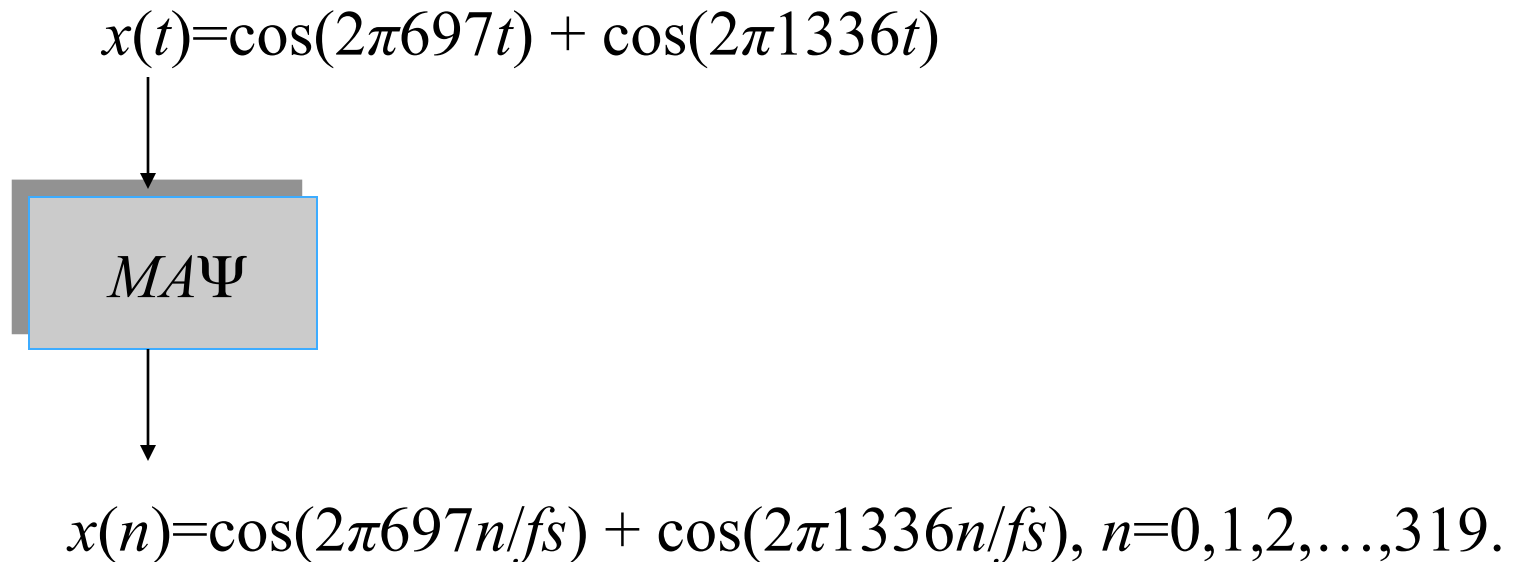 x(t)=cos(2π697t) + cos(2π1336t)
MAΨ
x(n)=cos(2π697n/fs) + cos(2π1336n/fs), n=0,1,2,…,319.